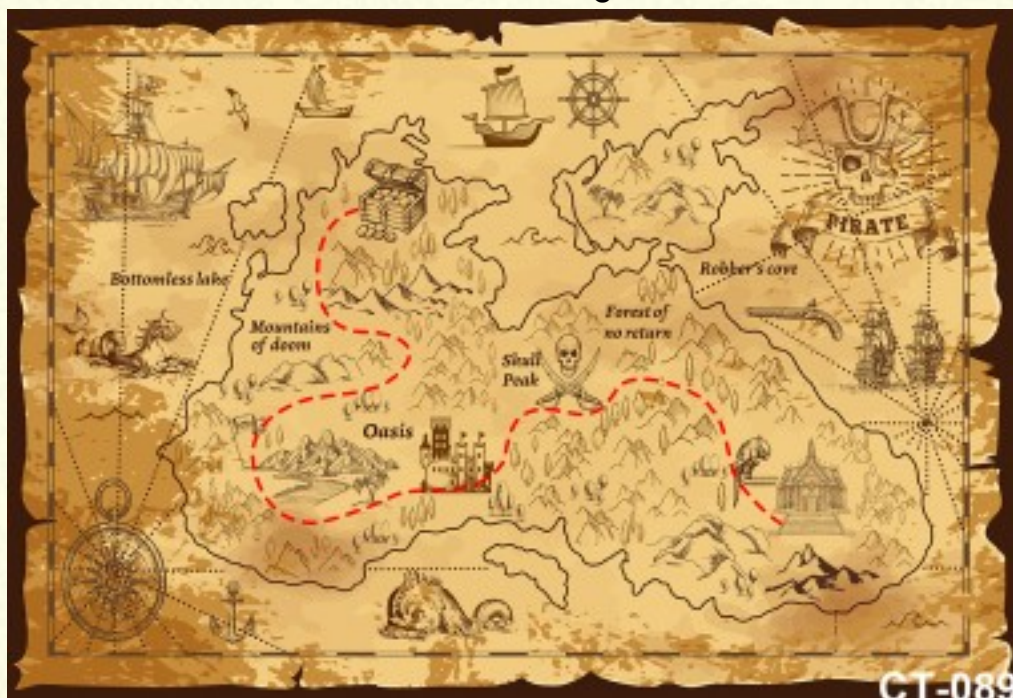 PIRATE
Bottomless lake
Robber's cove
Mountains
of doom
Forest of
no return
Skull
Peak
Oasis
CT-089